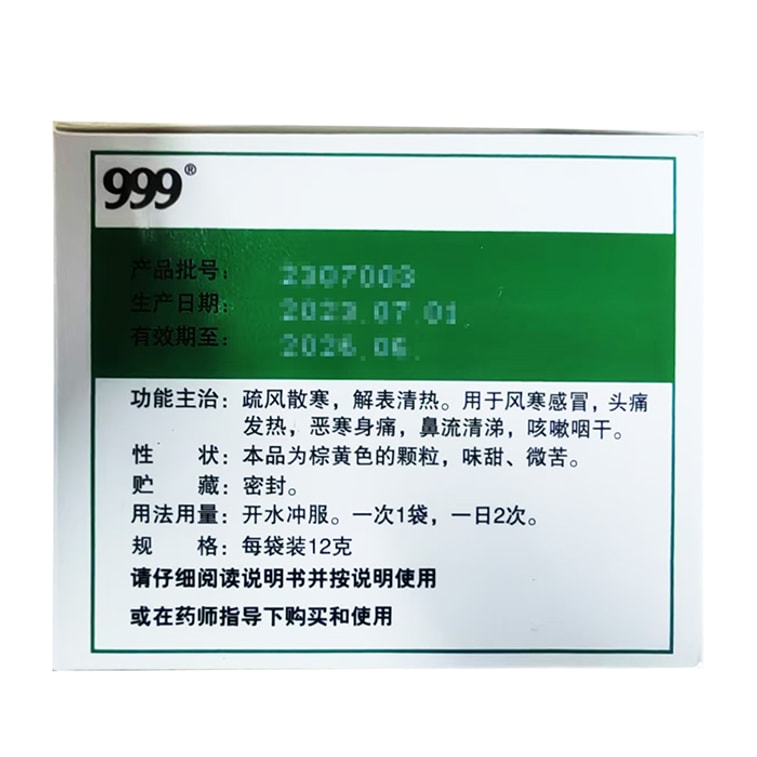 999®
产品批号： 2307003
生产日期： 2023.07.01
有效期至： 2026.06.
功能主治：疏风散寒，解表清热。用于风寒感冒，头痛
发热，恶寒身痛，鼻流清涕，咳嗽咽干。
性　　状：本品为棕黄色的颗粒，味甜、微苦。
贮　　藏：密封。
用法用量：开水冲服。一次1袋，一日2次。
规　　格：每袋装12克
请仔细阅读说明书并按说明使用
或在药师指导下购买和使用